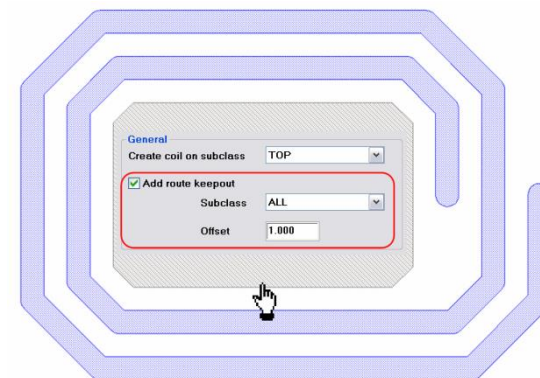 General
Create coil on subclass TOP
Add route keepout
Subclass ALL
Offset 1.000